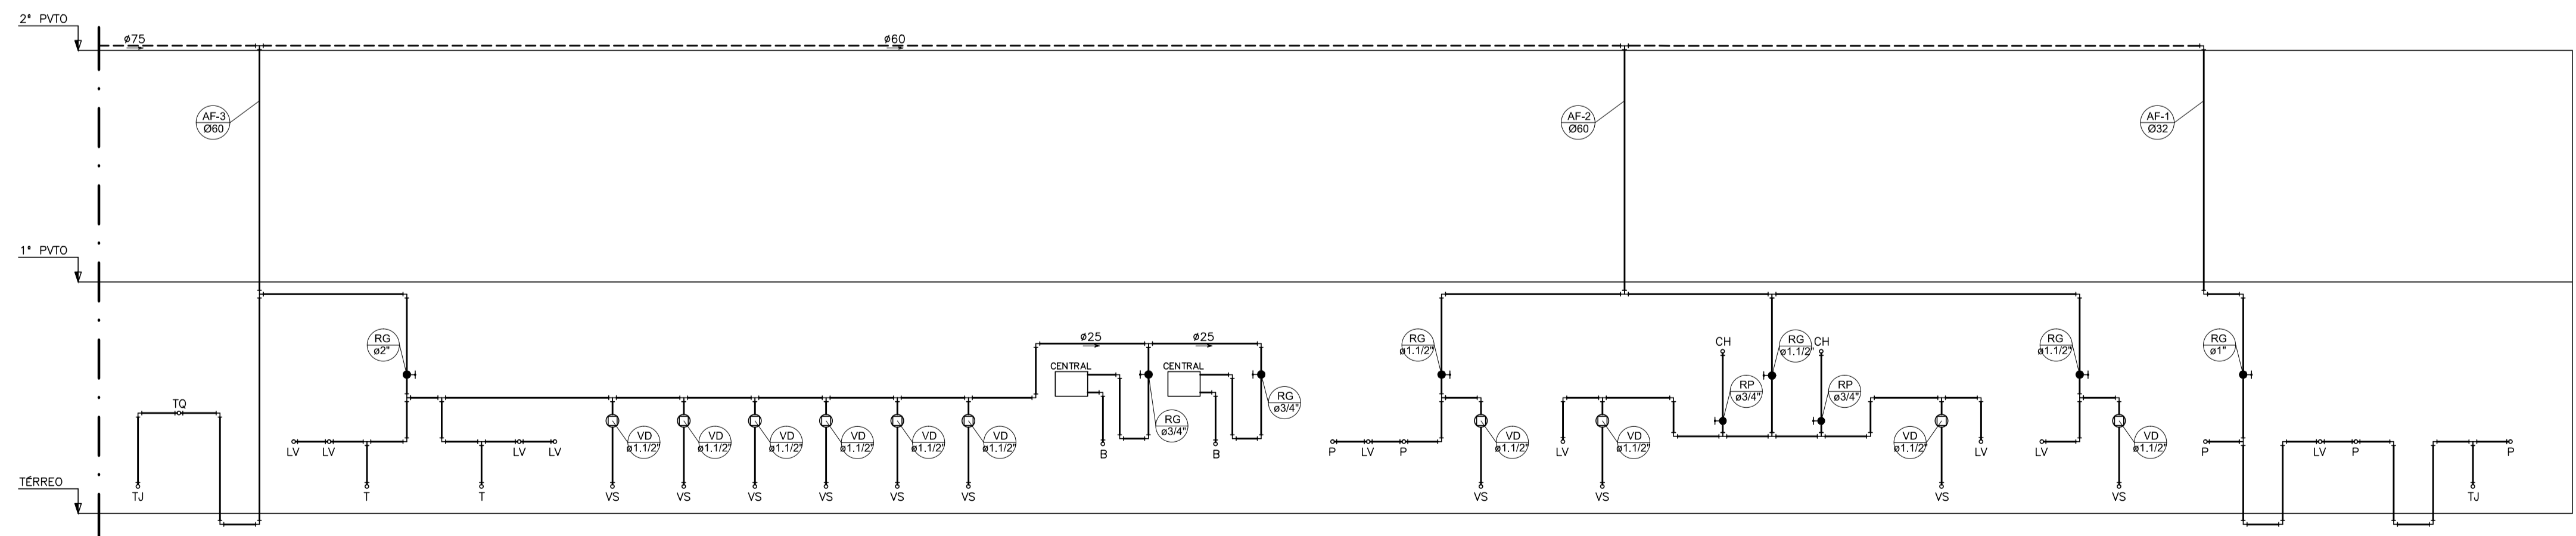 2ª PVTO
ø75
ø60
AF-3
Ø60
AF-2
Ø60
AF-1
Ø32
1ª PVTO
RG
ø2"
ø25
ø25
CENTRAL
CENTRAL
RG
ø3/4"
RG
ø3/4"
B
B
RG
ø1.1/2"
CH
RG
ø1.1/2"
CH
RP
ø3/4"
RP
ø3/4"
RG
ø1.1/2"
RG
ø1"
TQ
LV
LV
LV
LV
VD
ø1.1/2"
VD
ø1.1/2"
VD
ø1.1/2"
VD
ø1.1/2"
VD
ø1.1/2"
VD
ø1.1/2"
P
LV
P
VD
ø1.1/2"
LV
VD
ø1.1/2"
VD
ø1.1/2"
LV
LV
VD
ø1.1/2"
P
LV
P
P
TÉRREO
TJ
T
T
VS
VS
VS
VS
VS
VS
VS
VS
VS
VS
TJ